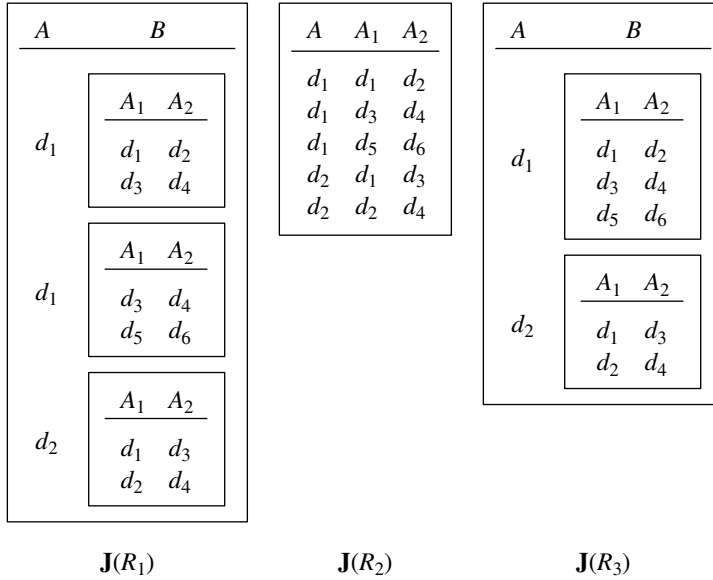 A B
A₁ A₂
d₁ d₁ d₂
d₃ d₄
A₁ A₂
d₁ d₃ d₄
d₅ d₆
A₁ A₂
d₂ d₁ d₃
d₂ d₄
J(R₁)
A A₁ A₂
d₁ d₁ d₂
d₁ d₃ d₄
d₁ d₅ d₆
d₂ d₁ d₃
d₂ d₂ d₄
J(R₂)
A B
A₁ A₂
d₁ d₂
d₁ d₃ d₄
d₅ d₆
A₁ A₂
d₂ d₁ d₃
d₂ d₄
J(R₃)